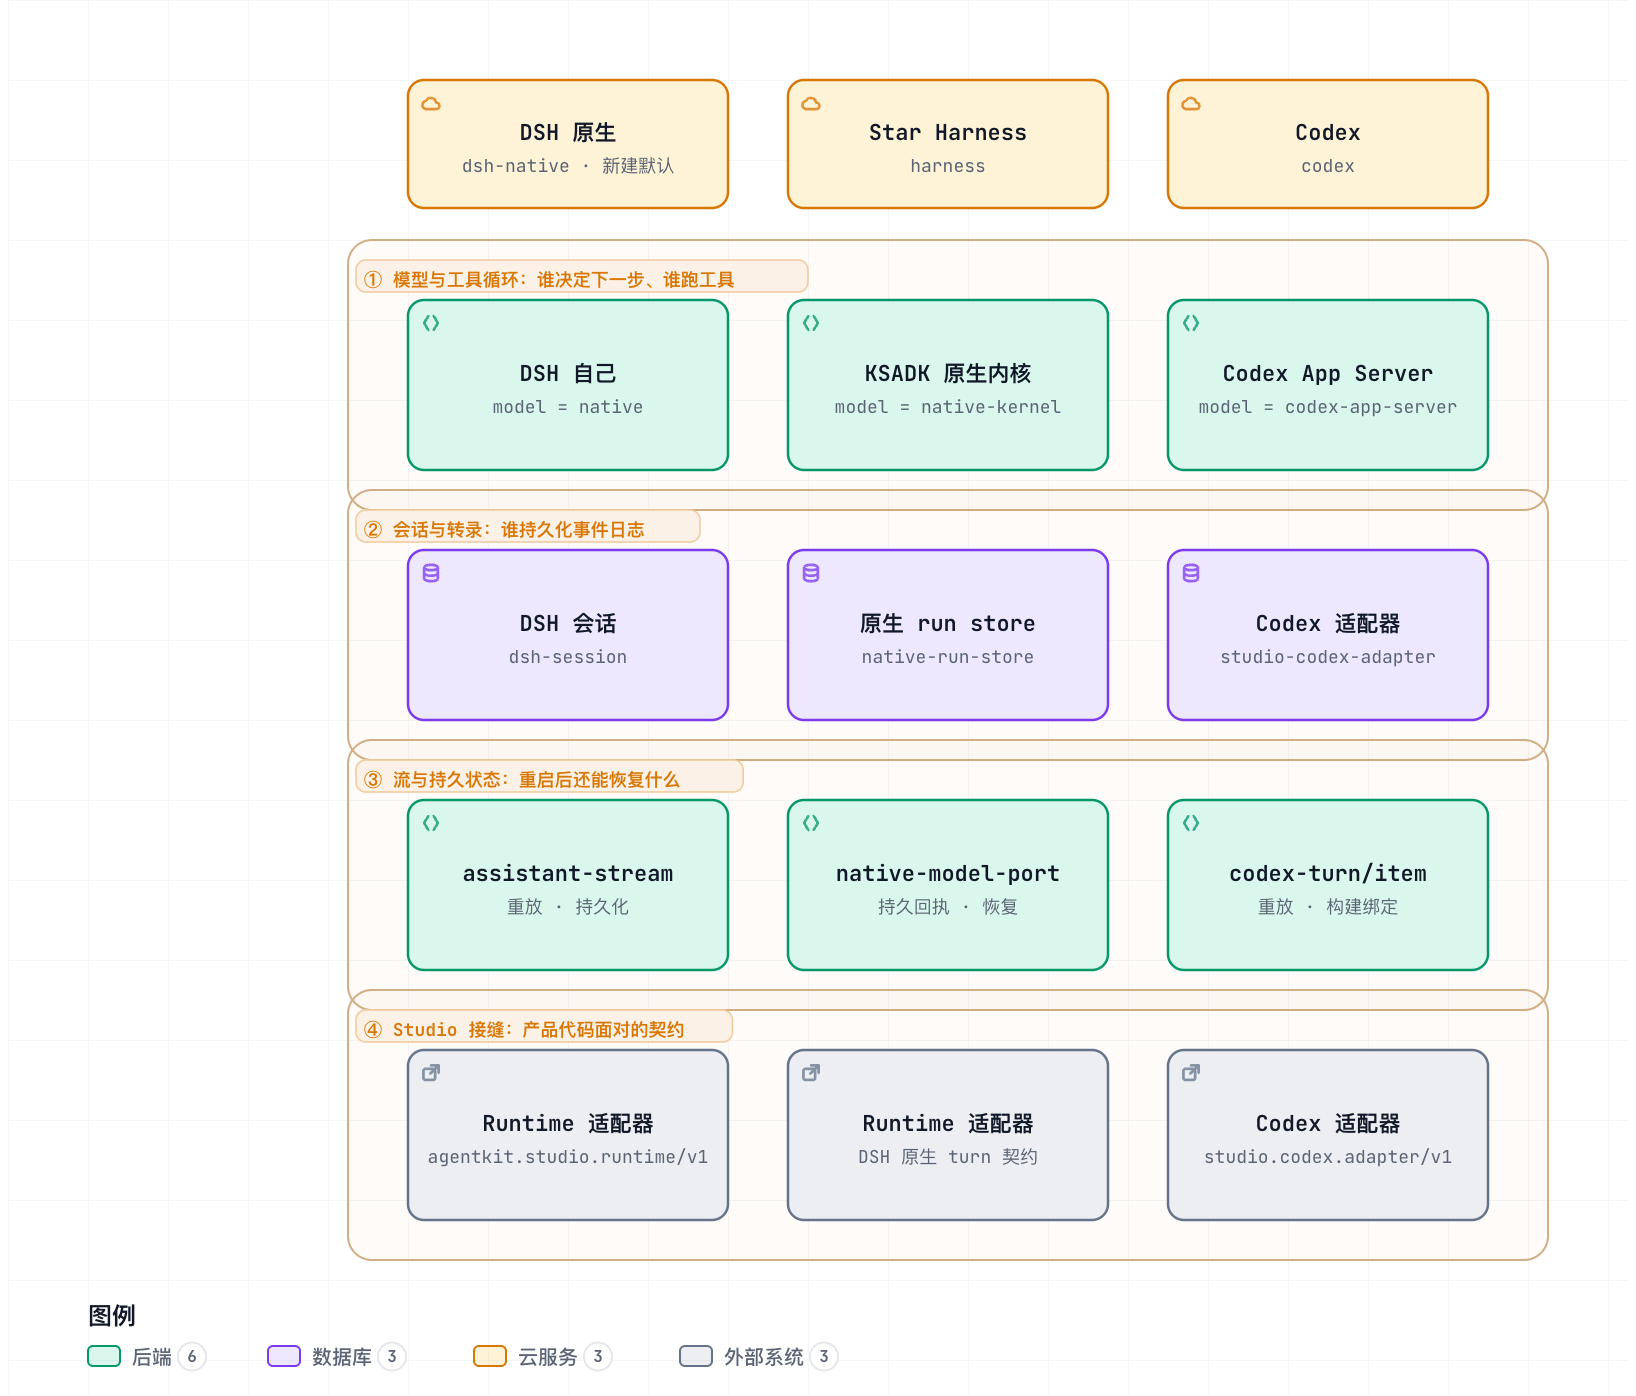 DSH 原生
dsh-native · 新建默认
Star Harness
harness
Codex
codex
① 模型与工具循环：谁决定下一步、谁跑工具
DSH 自己
model = native
KSADK 原生内核
model = native-kernel
Codex App Server
model = codex-app-server
② 会话与转录：谁持久化事件日志
DSH 会话
dsh-session
原生 run store
native-run-store
Codex 适配器
studio-codex-adapter
③ 流与持久状态：重启后还能恢复什么
assistant-stream
重放 · 持久化
native-model-port
持久回执 · 恢复
codex-turn/item
重放 · 构建绑定
④ Studio 接缝：产品代码面对的契约
Runtime 适配器
agentkit.studio.runtime/v1
Runtime 适配器
DSH 原生 turn 契约
Codex 适配器
studio.codex.adapter/v1
图例
后端 6
数据库 3
云服务 3
外部系统 3